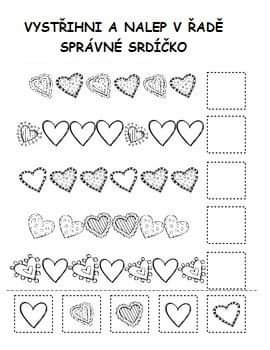 VYSTŘIHNI A NALEP V ŘADĚ
SPRÁVNÉ SRDÍČKO